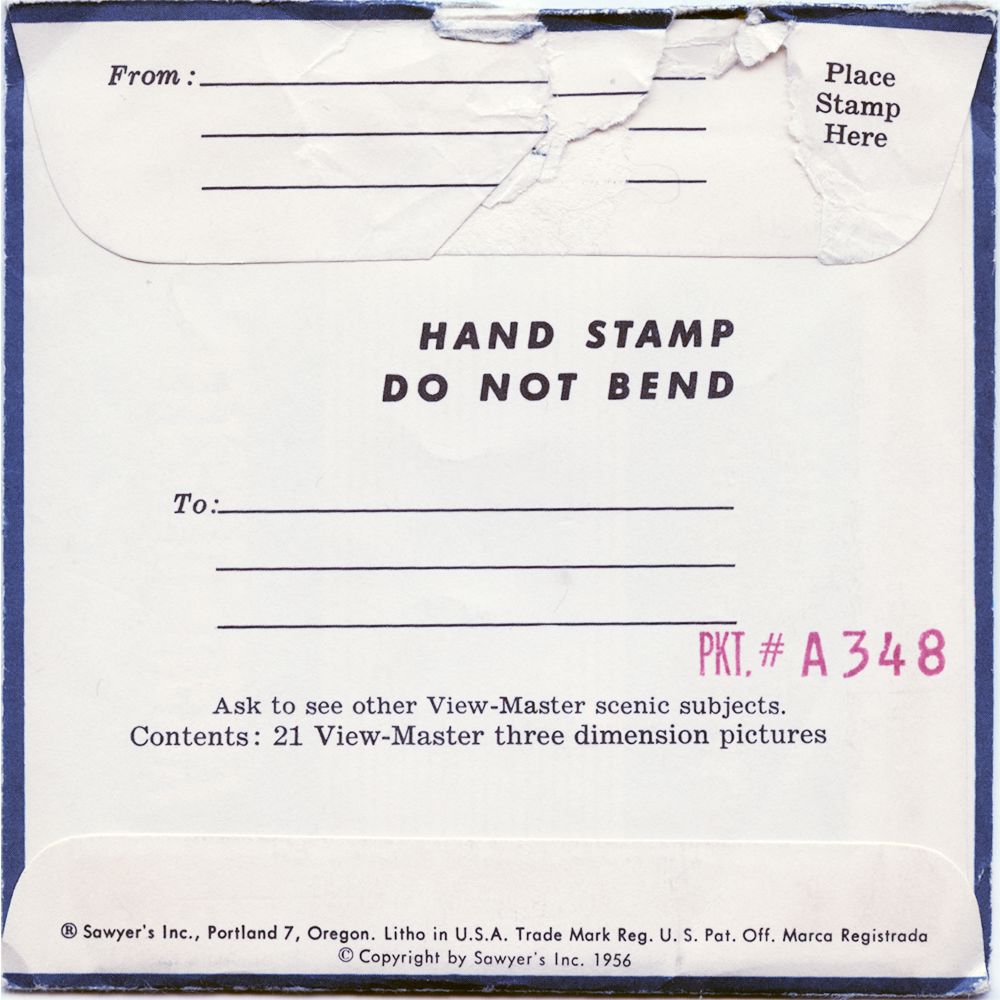 From:
Place
Stamp
Here
HAND STAMP
DO NOT BEND
To:
PKT. # A348
Ask to see other View-Master scenic subjects.
Contents: 21 View-Master three dimension pictures
® Sawyer's Inc., Portland 7, Oregon. Litho in U.S.A. Trade Mark Reg. U. S. Pat. Off. Marca Registrada
© Copyright by Sawyer's Inc. 1956